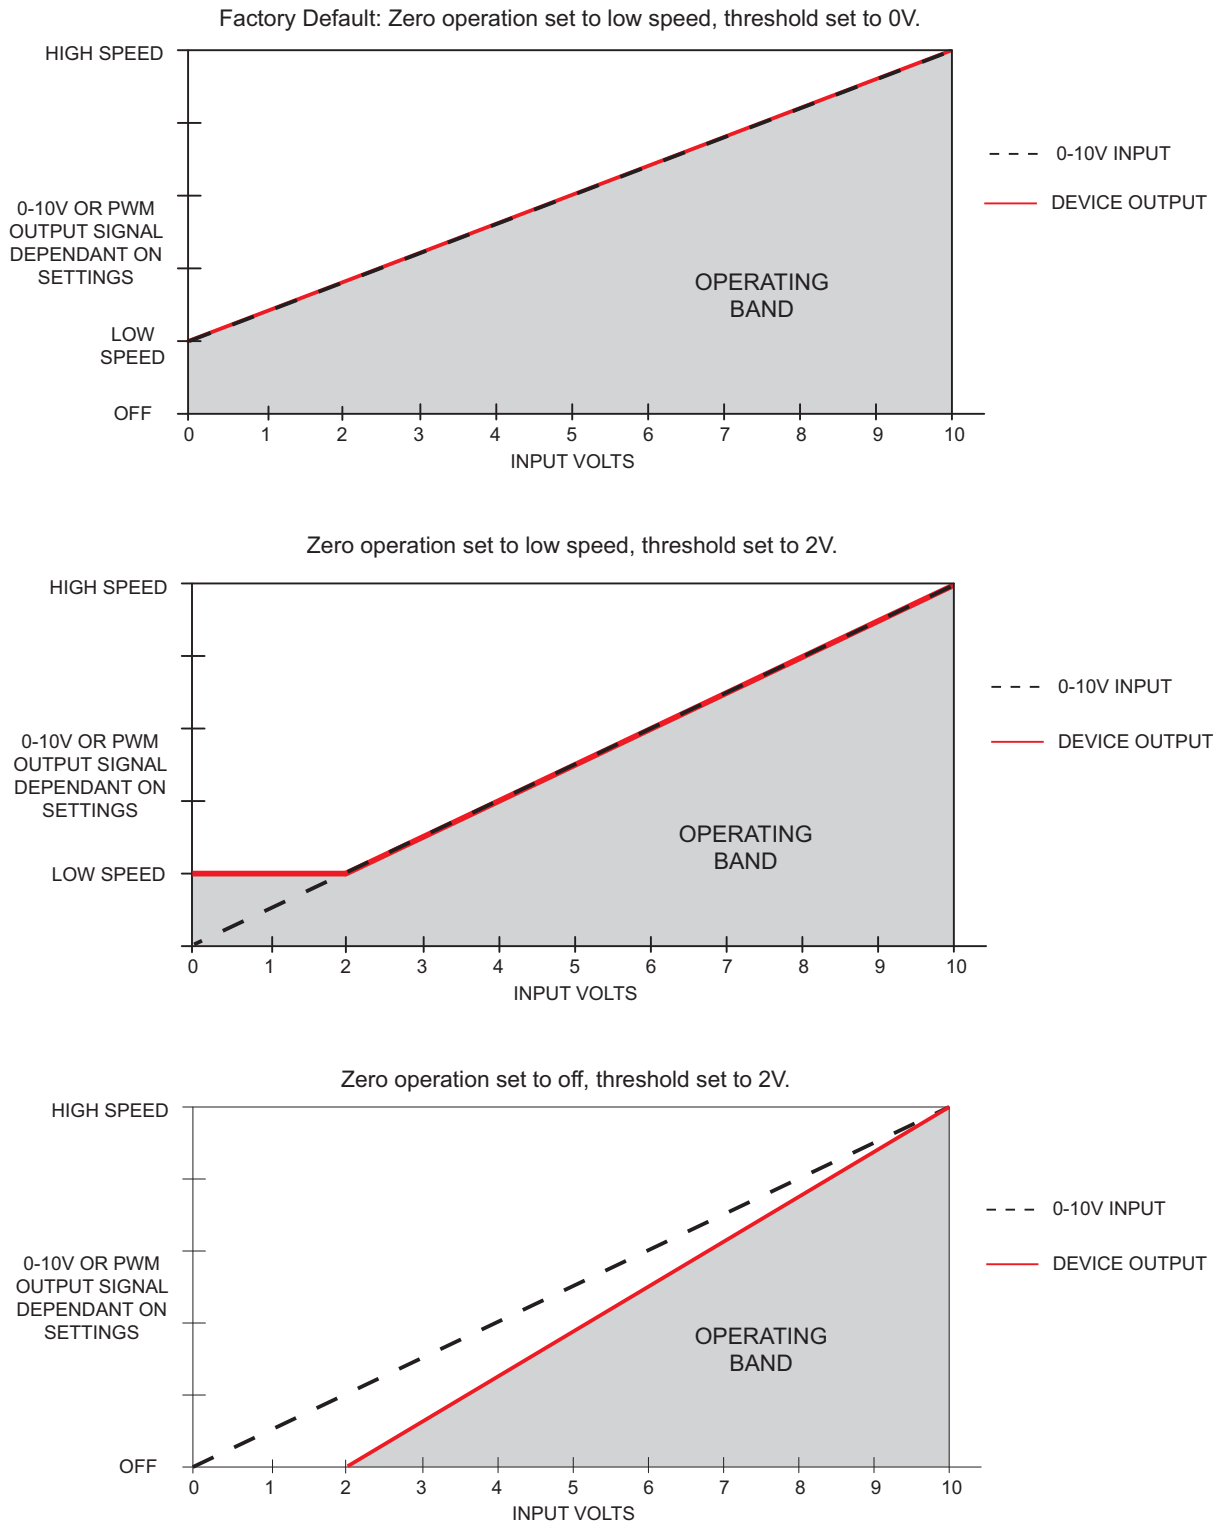 Factory Default: Zero operation set to low speed, threshold set to 0V.
HIGH SPEED
0-10V OR PWM
OUTPUT SIGNAL
DEPENDANT ON
SETTINGS
LOW
SPEED
OFF
0 1 2 3 4 5 6 7 8 9 10
INPUT VOLTS
OPERATING
BAND
0-10V INPUT
DEVICE OUTPUT
Zero operation set to low speed, threshold set to 2V.
HIGH SPEED
0-10V OR PWM
OUTPUT SIGNAL
DEPENDANT ON
SETTINGS
LOW SPEED
0 1 2 3 4 5 6 7 8 9 10
INPUT VOLTS
OPERATING
BAND
0-10V INPUT
DEVICE OUTPUT
Zero operation set to off, threshold set to 2V.
HIGH SPEED
0-10V OR PWM
OUTPUT SIGNAL
DEPENDANT ON
SETTINGS
OFF
0 1 2 3 4 5 6 7 8 9 10
INPUT VOLTS
OPERATING
BAND
0-10V INPUT
DEVICE OUTPUT